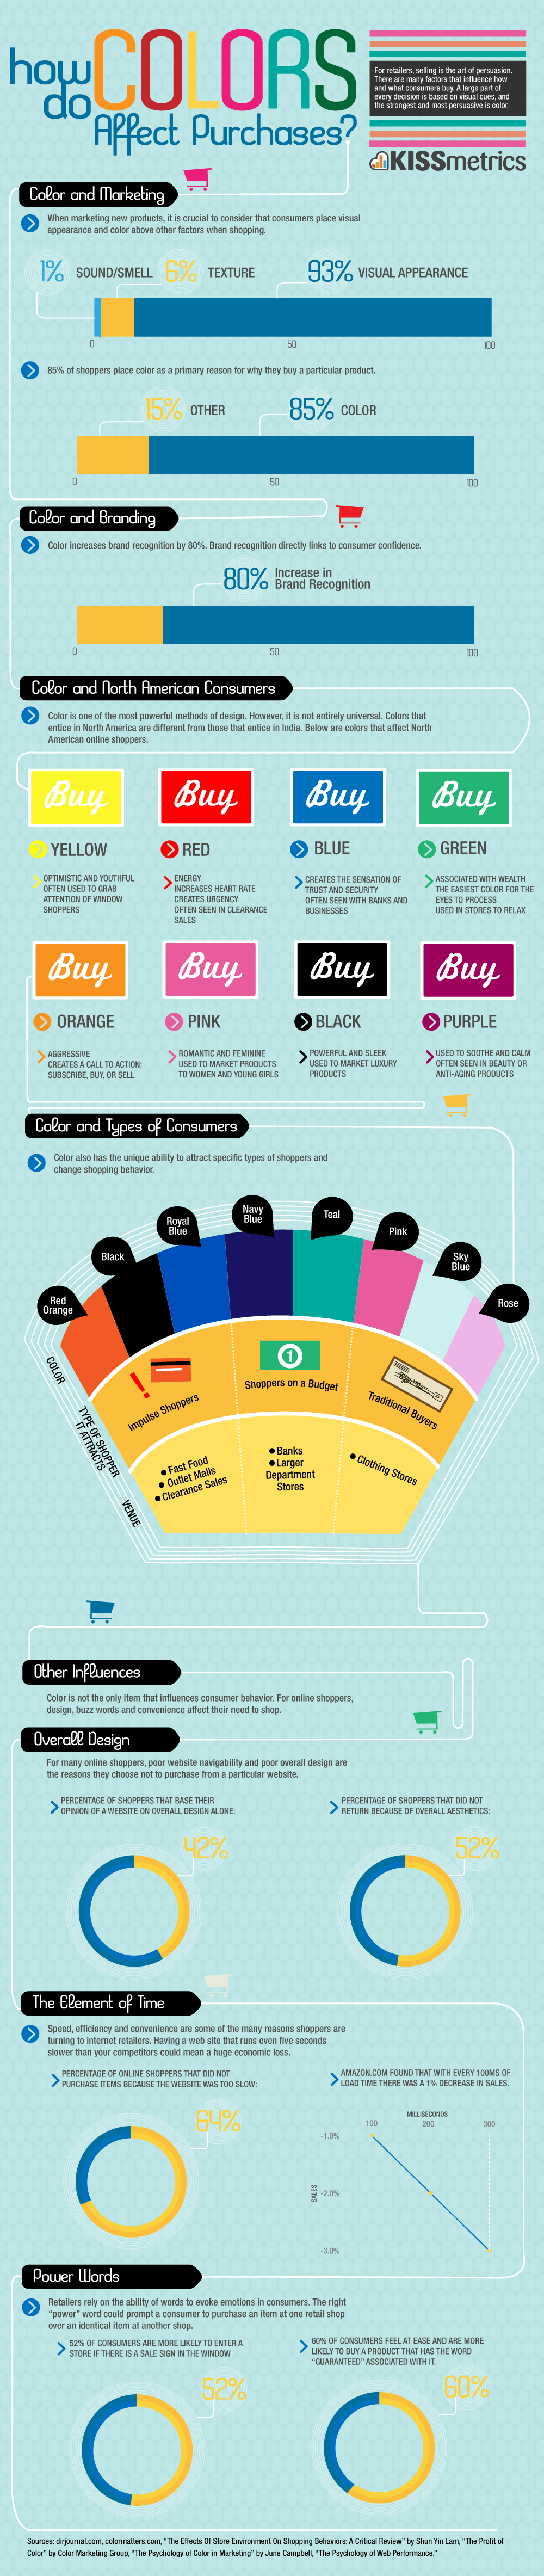 how do COLORS
Affect Purchases?
For retailers, selling is the art of persuasion.
There are many factors that influence how
and what consumers buy. A large part of
every decision is based on visual cues, and
the strongest and most persuasive is color.
KISSmetrics
Color and Marketing
When marketing new products, it is crucial to consider that consumers place visual
appearance and color above other factors when shopping.
1% SOUND/SMELL 6% TEXTURE 93% VISUAL APPEARANCE
0 50 100
85% of shoppers place color as a primary reason for why they buy a particular product.
15% OTHER 85% COLOR
0 50 100
Color and Branding
Color increases brand recognition by 80%. Brand recognition directly links to consumer confidence.
80% Increase in
Brand Recognition
0 50 100
Color and North American Consumers
Color is one of the most powerful methods of design. However, it is not entirely universal. Colors that
entice in North America are different from those that entice in India. Below are colors that affect North
American online shoppers.
Buy
YELLOW
OPTIMISTIC AND YOUTHFUL
OFTEN USED TO GRAB
ATTENTION OF WINDOW
SHOPPERS
Buy
RED
ENERGY
INCREASES HEART RATE
CREATES URGENCY
OFTEN SEEN IN CLEARANCE
SALES
Buy
BLUE
CREATES THE SENSATION OF
TRUST AND SECURITY
OFTEN SEEN WITH BANKS AND
BUSINESSES
Buy
GREEN
ASSOCIATED WITH WEALTH
THE EASIEST COLOR FOR THE
EYES TO PROCESS
USED IN STORES TO RELAX
Buy
ORANGE
AGGRESSIVE
CREATES A CALL TO ACTION:
SUBSCRIBE, BUY, OR SELL
Buy
PINK
ROMANTIC AND FEMININE
USED TO MARKET PRODUCTS
TO WOMEN AND YOUNG GIRLS
Buy
BLACK
POWERFUL AND SLEEK
USED TO MARKET LUXURY
PRODUCTS
Buy
PURPLE
USED TO SOOTHE AND CALM
OFTEN SEEN IN BEAUTY OR
ANTI-AGING PRODUCTS
Color and Types of Consumers
Color also has the unique ability to attract specific types of shoppers and
change shopping behavior.
Red
Orange
Black
Royal
Blue
Navy
Blue
Teal
Pink
Sky
Blue
Rose
COLOR
TYPE OF SHOPPER
IT ATTRACTS
VENUE
Impulse Shoppers
1
Shoppers on a Budget
Traditional Buyers
• Fast Food
• Outlet Malls
• Clearance Sales
• Banks
• Larger
Department
Stores
• Clothing Stores
Other Influences
Color is not the only item that influences consumer behavior. For online shoppers,
design, buzz words and convenience affect their need to shop.
Overall Design
For many online shoppers, poor website navigability and poor overall design are
the reasons they choose not to purchase from a particular website.
PERCENTAGE OF SHOPPERS THAT BASE THEIR
OPINION OF A WEBSITE ON OVERALL DESIGN ALONE:
42%
PERCENTAGE OF SHOPPERS THAT DID NOT
RETURN BECAUSE OF OVERALL AESTHETICS:
52%
The Element of Time
Speed, efficiency and convenience are some of the many reasons shoppers are
turning to internet retailers. Having a web site that runs even five seconds
slower than your competitors could mean a huge economic loss.
PERCENTAGE OF ONLINE SHOPPERS THAT DID NOT
PURCHASE ITEMS BECAUSE THE WEBSITE WAS TOO SLOW:
64%
AMAZON.COM FOUND THAT WITH EVERY 100MS OF
LOAD TIME THERE WAS A 1% DECREASE IN SALES.
MILLISECONDS
100 200 300
-1.0%
SALES
-2.0%
-3.0%
Power Words
Retailers rely on the ability of words to evoke emotions in consumers. The right
"power" word could prompt a consumer to purchase an item at one retail shop
over an identical item at another shop.
52% OF CONSUMERS ARE MORE LIKELY TO ENTER A
STORE IF THERE IS A SALE SIGN IN THE WINDOW
52%
60% OF CONSUMERS FEEL AT EASE AND ARE MORE
LIKELY TO BUY A PRODUCT THAT HAS THE WORD
"GUARANTEED" ASSOCIATED WITH IT.
60%
Sources: dirjournal.com, colormatters.com, "The Effects Of Store Environment On Shopping Behaviors: A Critical Review" by Shun Yin Lam, "The Profit of
Color" by Color Marketing Group, "The Psychology of Color in Marketing" by June Campbell, "The Psychology of Web Performance."